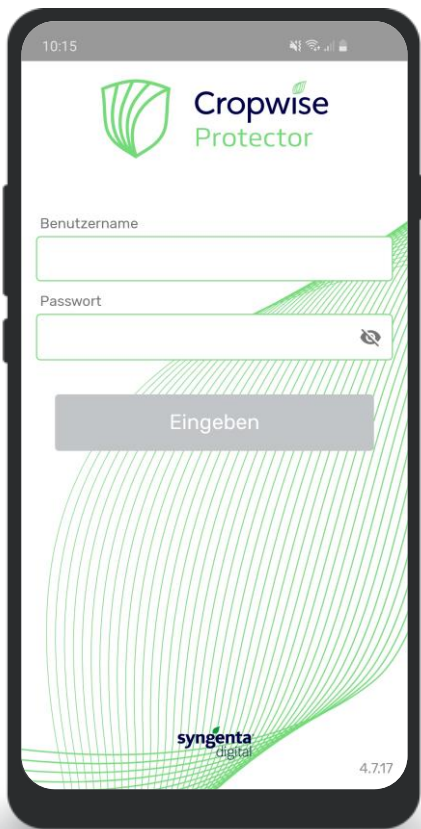 10:15
Cropwise
Protector
Benutzername
Passwort
Eingeben
syngenta
digital
4.7.17